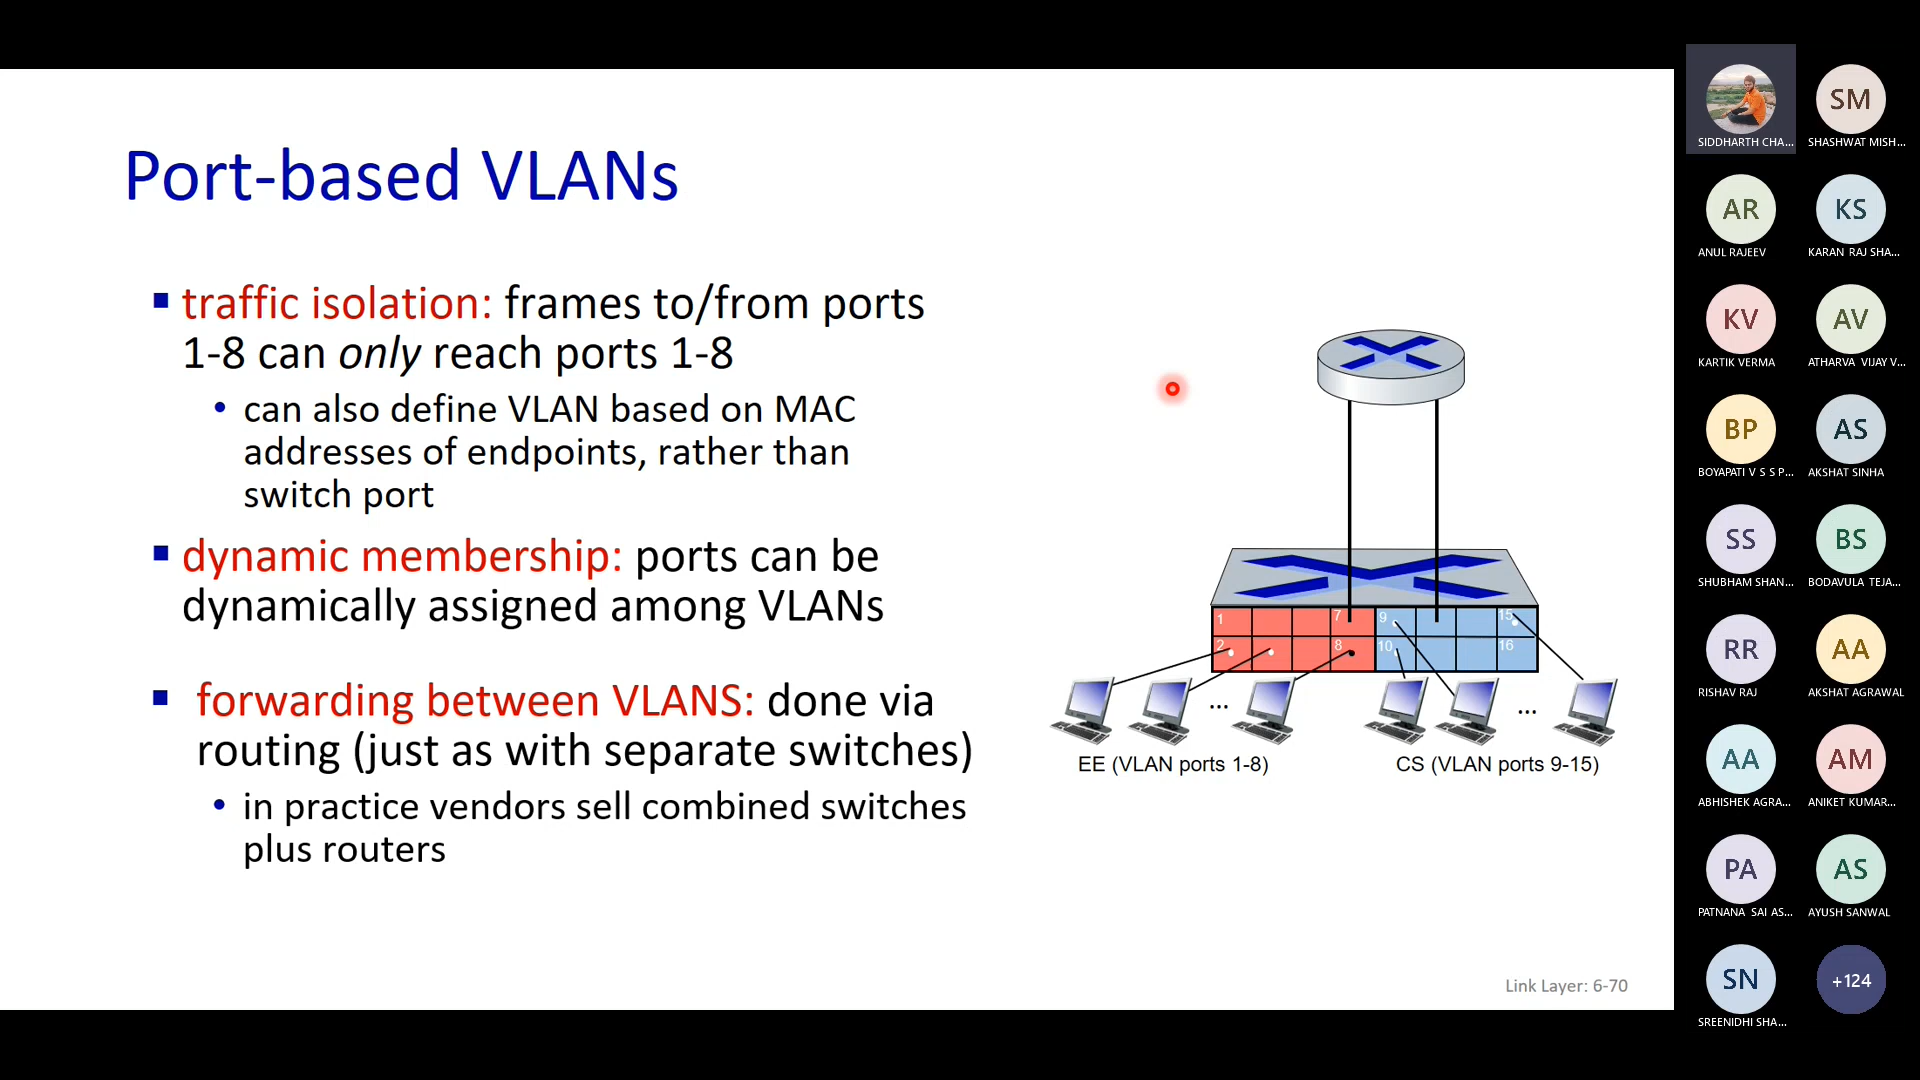 Port-based VLANs
▪ traffic isolation: frames to/from ports
1-8 can only reach ports 1-8
• can also define VLAN based on MAC
addresses of endpoints, rather than
switch port
▪ dynamic membership: ports can be
dynamically assigned among VLANs
▪ forwarding between VLANS: done via
routing (just as with separate switches)
• in practice vendors sell combined switches
plus routers
1
7
9
15
2
8
10
16
...
...
EE (VLAN ports 1-8)
CS (VLAN ports 9-15)
Link Layer: 6-70
SIDDHARTH CHA...
SM
SHASHWAT MISH...
AR
ANUL RAJEEV
KS
KARAN RAJ SHA...
KV
KARTIK VERMA
AV
ATHARVA VIJAY V...
BP
BOYAPATI V S S P...
AS
AKSHAT SINHA
SS
SHUBHAM SHAN...
BS
BODAVULA TEJA...
RR
RISHAV RAJ
AA
AKSHAT AGRAWAL
AA
ABHISHEK AGRA...
AM
ANIKET KUMAR...
PA
PATNANA SAI AS...
AS
AYUSH SANWAL
SN
SREENIDHI SHA...
+124